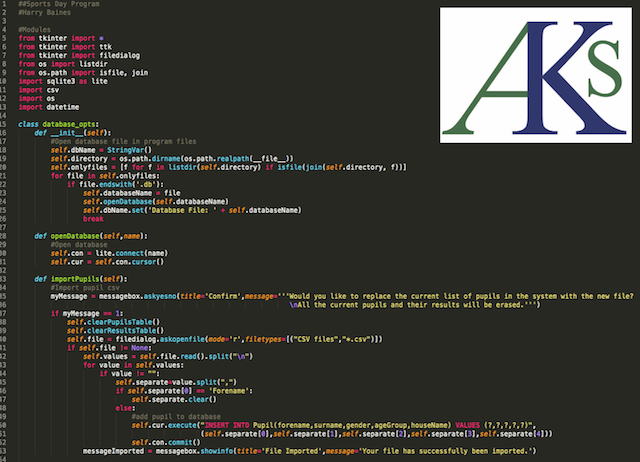 1 ##Sports Day Program
2 #Harry Baines
3
4 #Modules
5 from tkinter import *
6 from tkinter import ttk
7 from tkinter import filedialog
8 from os import listdir
9 from os.path import isfile, join
10 import sqlite3 as lite
11 import csv
12 import os
13 import datetime
14
15 class database_opts:
16 def __init__(self):
17 #Open database file in program files
18 self.dbName = StringVar()
19 self.directory = os.path.dirname(os.path.realpath(__file__))
20 self.onlyfiles = [f for f in listdir(self.directory) if isfile(join(self.directory, f))]
21 for file in self.onlyfiles:
22 if file.endswith('.db'):
23 self.databaseName = file
24 self.openDatabase(self.databaseName)
25 self.dbName.set('Database File: ' + self.databaseName)
26 break
27
28 def openDatabase(self,name):
29 #Open database
30 self.con = lite.connect(name)
31 self.cur = self.con.cursor()
32
33 def importPupils(self):
34 #Import pupil csv
35 myMessage = messagebox.askyesno(title='Confirm',message='''Would you like to replace the current list of pupils in the system with the new file?
36 \nAll the current pupils and their results will be erased.''')
37 if myMessage == 1:
38 self.clearPupilsTable()
39 self.clearResultsTable()
40 self.file = filedialog.askopenfile(mode='r',filetypes=[("CSV files","*.csv")])
41 if self.file != None:
42 self.values = self.file.read().split("\n")
43 for value in self.values:
44 if value != "":
45 self.separate=value.split(",")
46 if self.separate[0] == 'Forename':
47 self.separate.clear()
48 else:
49 #add pupil to database
50 self.cur.execute("INSERT INTO Pupil(forename,surname,gender,ageGroup,houseName) VALUES (?,?,?,?,?)",
51 (self.separate[0],self.separate[1],self.separate[2],self.separate[3],self.separate[4]))
52 self.con.commit()
53 messageImported = messagebox.showinfo(title='File Imported',message='Your file has successfully been imported.')
54
AKS